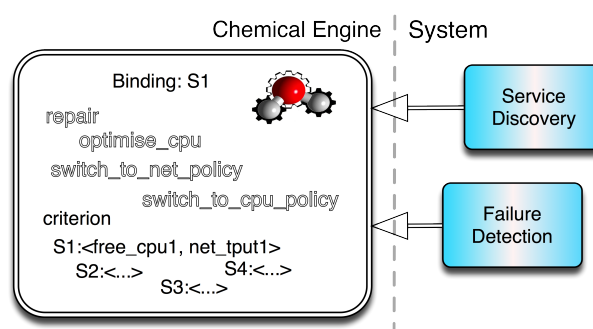 Chemical Engine
System
Binding: S1
repair
optimise_cpu
switch_to_net_policy
switch_to_cpu_policy
criterion
S1:<free_cpu1, net_tput1>
S2:<...>
S4:<...>
S3:<...>
Service
Discovery
Failure
Detection